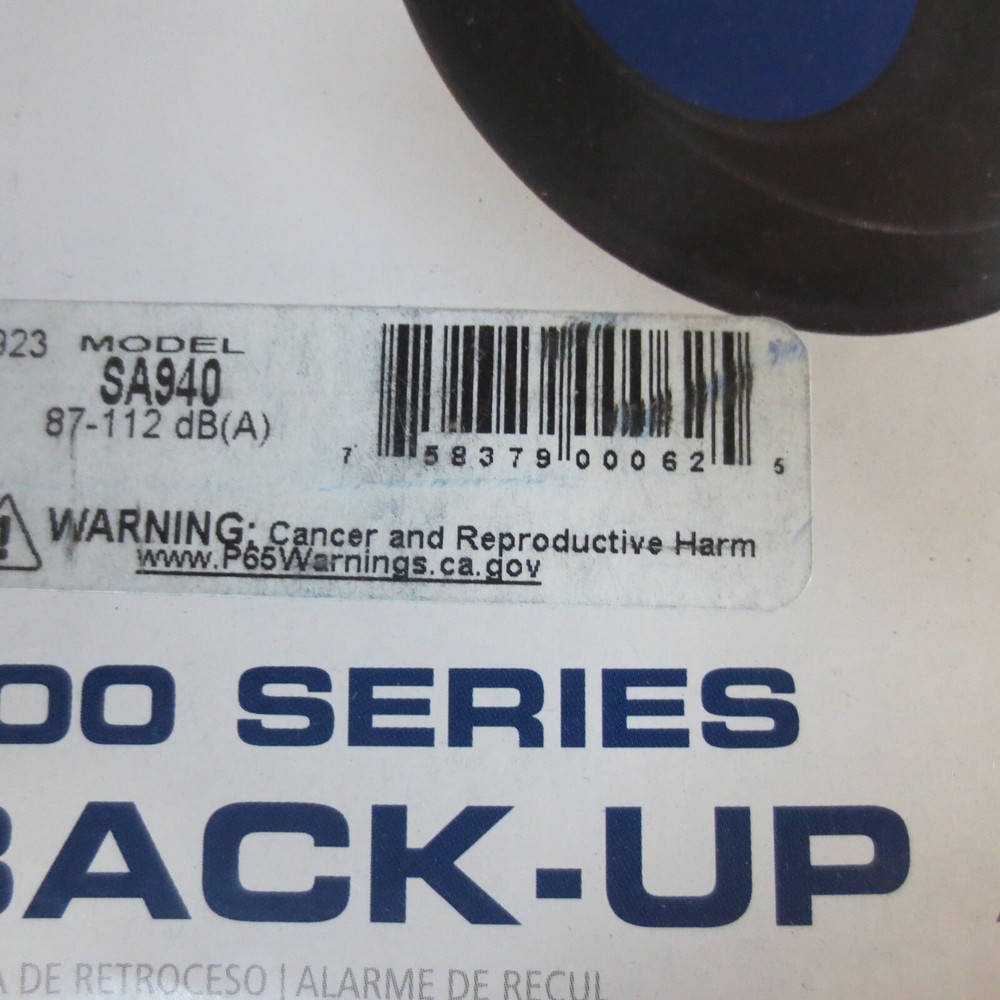 923 MODEL
SA940
87-112 dB(A)
7 58379 00062 5
! WARNING: Cancer and Reproductive Harm
www.P65Warnings.ca.gov
00 SERIES
BACK-UP
A DE RETROCESO | ALARME DE RECUL